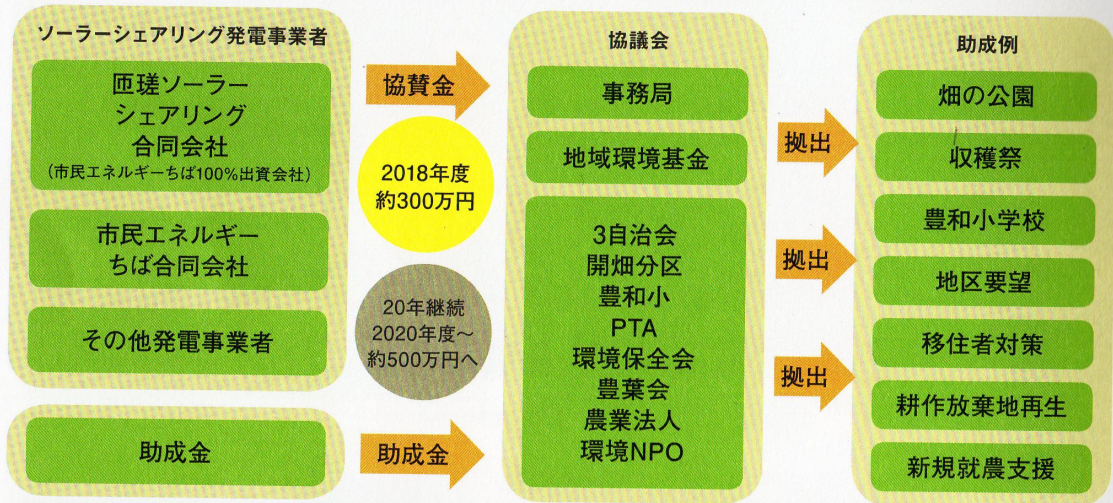 ソーラーシェアリング発電事業者
匝瑳ソーラー
シェアリング
合同会社
(市民エネルギーちば100%出資会社)
市民エネルギー
ちば合同会社
その他発電事業者
助成金
協賛金
2018年度
約300万円
20年継続
2020年度～
約500万円へ
助成金
協議会
事務局
地域環境基金
3自治会
開畑分区
豊和小
PTA
環境保全会
豊葉会
農業法人
環境NPO
拠出
拠出
拠出
助成例
畑の公園
収穫祭
豊和小学校
地区要望
移住者対策
耕作放棄地再生
新規就農支援